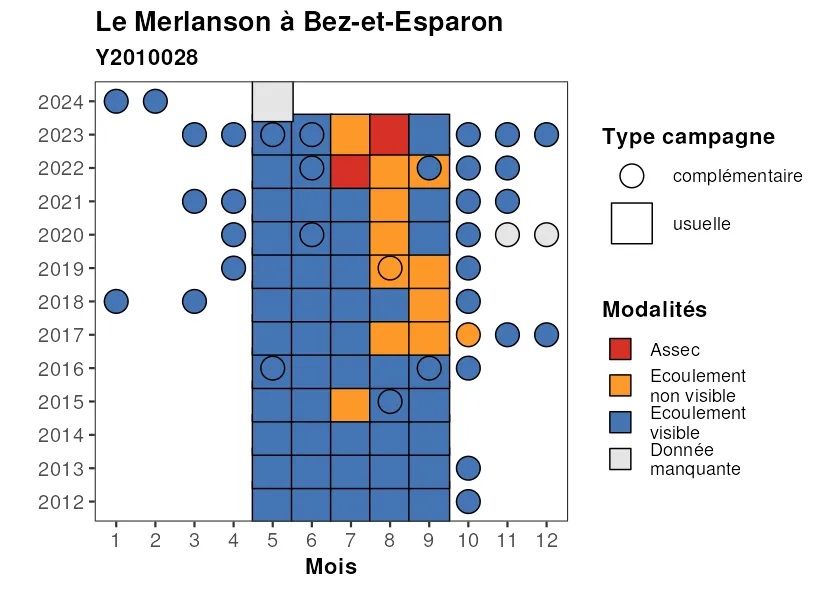 Le Merlanson à Bez-et-Esparon
Y2010028
2024
2023
2022
2021
2020
2019
2018
2017
2016
2015
2014
2013
2012
1 2 3 4 5 6 7 8 9 10 11 12
Mois
Type campagne
complémentaire
usuelle
Modalités
Assec
Ecoulement
non visible
Ecoulement
visible
Donnée
manquante